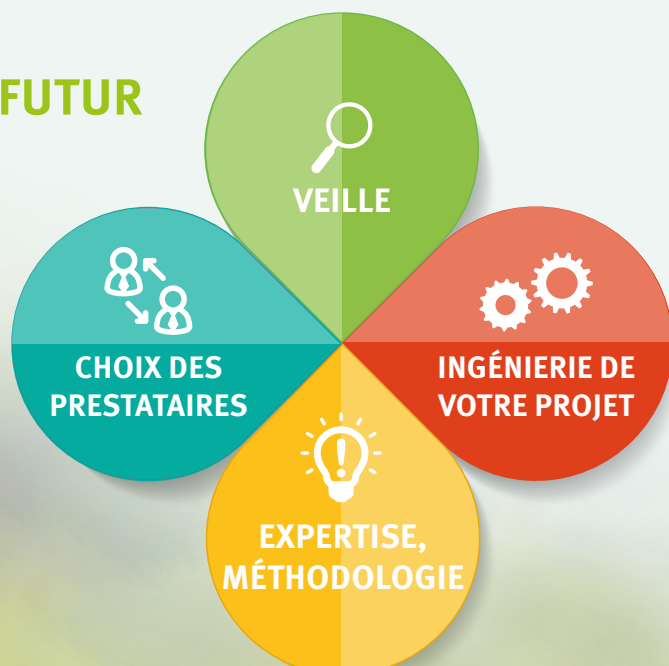 FUTUR
VEILLE
CHOIX DES
PRESTATAIRES
INGÉNIERIE DE
VOTRE PROJET
EXPERTISE,
MÉTHODOLOGIE